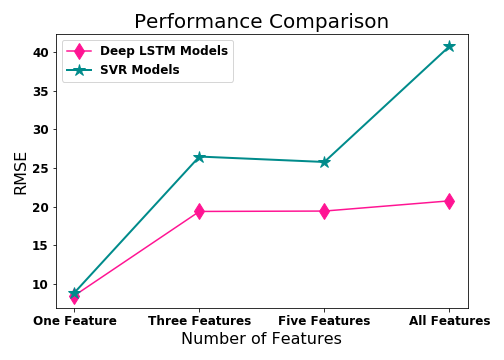 Performance Comparison
Deep LSTM Models
SVR Models
40
35
30
25
20
15
10
RMSE
One Feature Three Features Five Features All Features
Number of Features